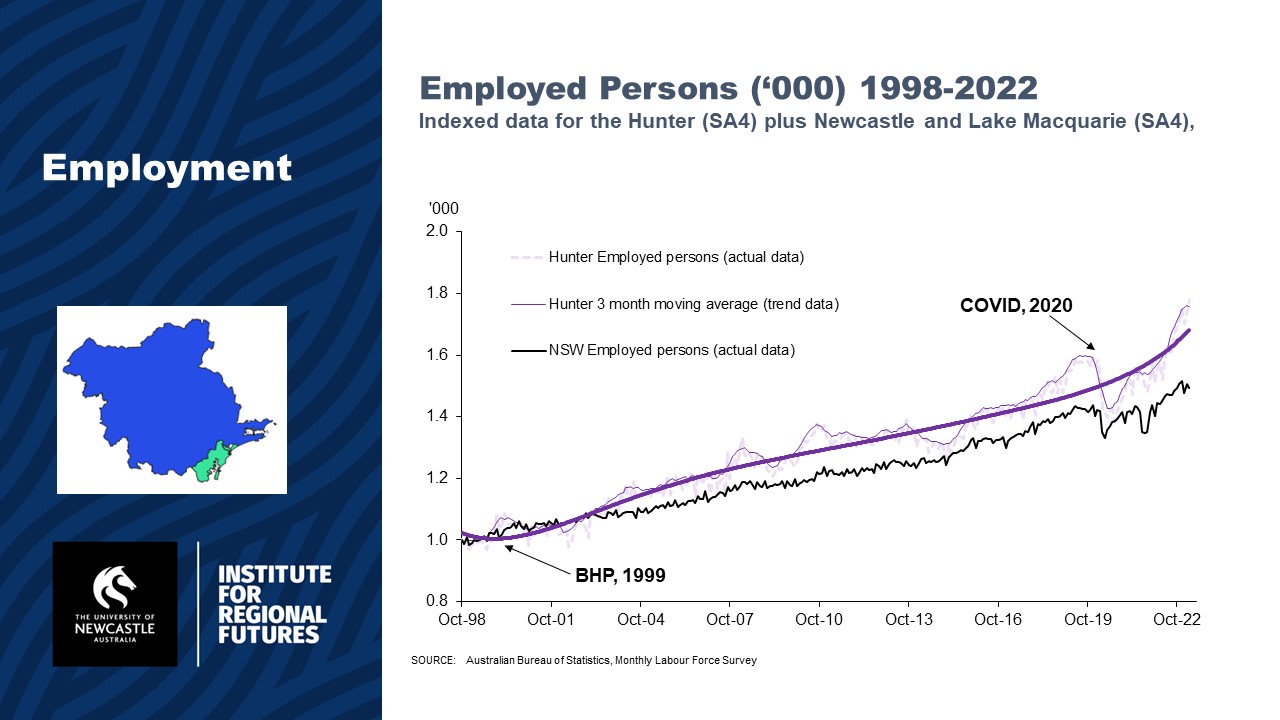 Employment
THE UNIVERSITY OF
NEWCASTLE
AUSTRALIA
INSTITUTE
FOR
REGIONAL
FUTURES
Employed Persons (‘000) 1998-2022
Indexed data for the Hunter (SA4) plus Newcastle and Lake Macquarie (SA4),
'000
2.0
1.8
1.6
1.4
1.2
1.0
0.8
Hunter Employed persons (actual data)
Hunter 3 month moving average (trend data)
NSW Employed persons (actual data)
COVID, 2020
BHP, 1999
Oct-98 Oct-01 Oct-04 Oct-07 Oct-10 Oct-13 Oct-16 Oct-19 Oct-22
SOURCE: Australian Bureau of Statistics, Monthly Labour Force Survey